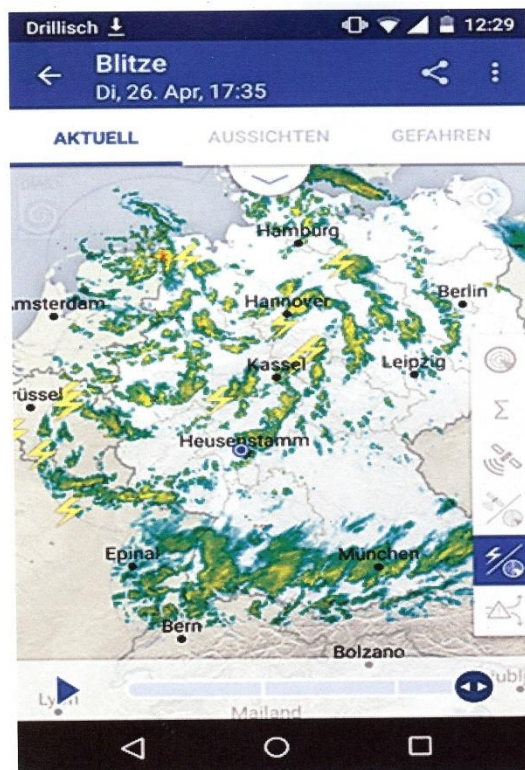 Drillisch 12:29
Blitze
Di, 26. Apr, 17:35
AKTUELL AUSSICHTEN GEFAHREN
Hamburg
Amsterdam Hannover Berlin
Kassel Leipzig
rüssel
Heusenstamm
Epinal München
Bern
Bolzano
Mailand